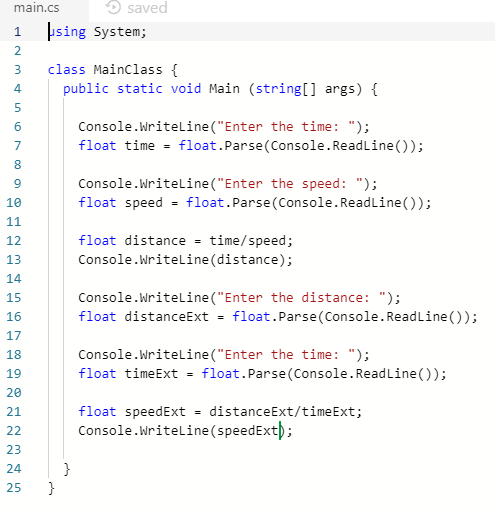 main.cs saved
1 using System;
2
3 class MainClass {
4 public static void Main (string[] args) {
5
6 Console.WriteLine("Enter the time: ");
7 float time = float.Parse(Console.ReadLine());
8
9 Console.WriteLine("Enter the speed: ");
10 float speed = float.Parse(Console.ReadLine());
11
12 float distance = time/speed;
13 Console.WriteLine(distance);
14
15 Console.WriteLine("Enter the distance: ");
16 float distanceExt = float.Parse(Console.ReadLine());
17
18 Console.WriteLine("Enter the time: ");
19 float timeExt = float.Parse(Console.ReadLine());
20
21 float speedExt = distanceExt/timeExt;
22 Console.WriteLine(speedExt);
23
24 }
25 }